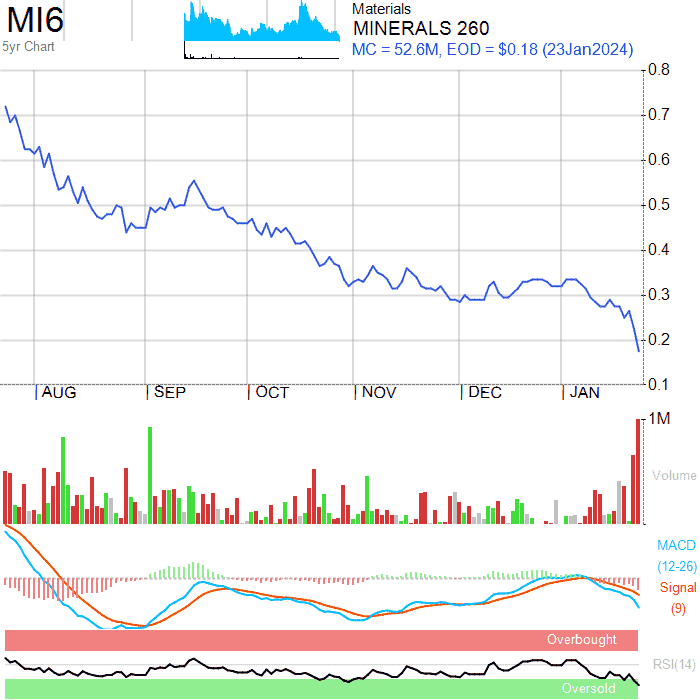 MI6
5yr Chart
Materials
MINERALS 260
MC = 52.6M, EOD = $0.18 (23Jan2024)
0.8
0.7
0.6
0.5
0.4
0.3
0.2
0.1
AUG
SEP
OCT
NOV
DEC
JAN
1M
Volume
MACD
(12-26)
Signal
(9)
Overbought
RSI(14)
Oversold